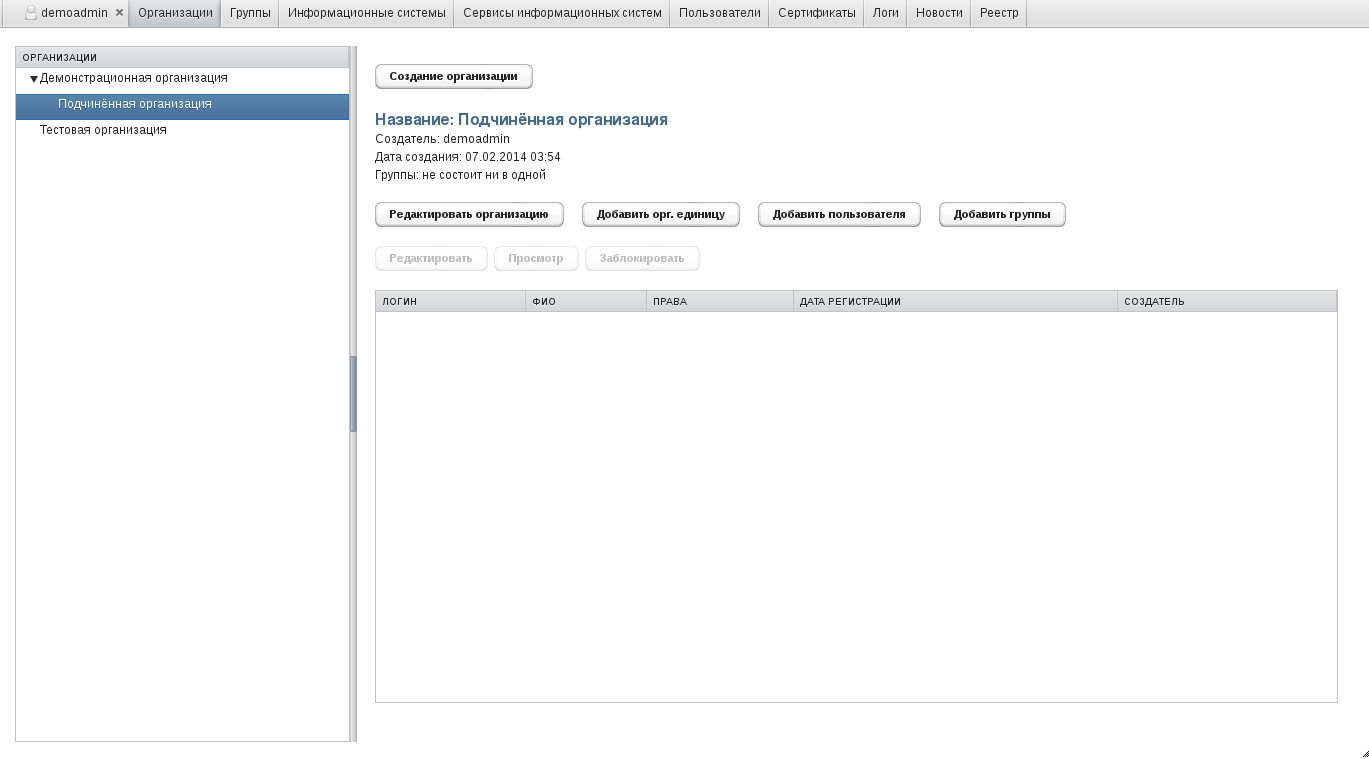 demoadmin × Организации Группы Информационные системы Сервисы информационных систем Пользователи Сертификаты Логи Новости Реестр
ОРГАНИЗАЦИИ
Демонстрационная организация
Подчинённая организация
Тестовая организация
Создание организации
Название: Подчинённая организация
Создатель: demoadmin
Дата создания: 07.02.2014 03:54
Группы: не состоит ни в одной
Редактировать организацию Добавить орг. единицу Добавить пользователя Добавить группы
Редактировать Просмотр Заблокировать
ЛОГИН ФИО ПРАВА ДАТА РЕГИСТРАЦИИ СОЗДАТЕЛЬ